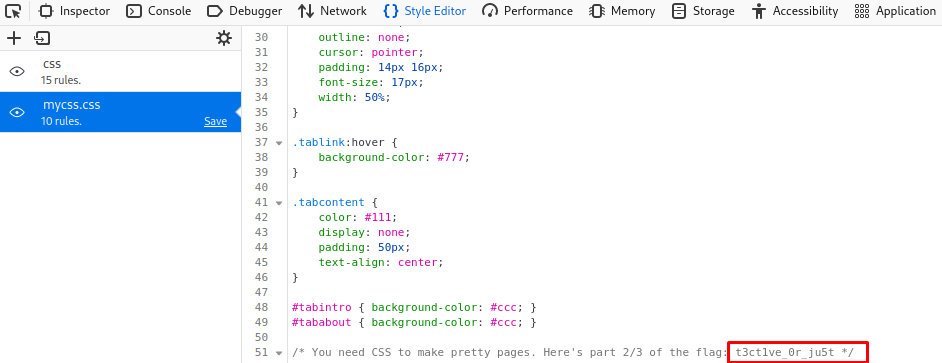 Inspector Console Debugger Network Style Editor Performance Memory Storage Accessibility Application
css
15 rules.
mycss.css
10 rules. Save
30 outline: none;
31 cursor: pointer;
32 padding: 14px 16px;
33 font-size: 17px;
34 width: 50%;
35 }
36
37 .tablink:hover {
38 background-color: #777;
39 }
40
41 .tabcontent {
42 color: #111;
43 display: none;
44 padding: 50px;
45 text-align: center;
46 }
47
48 #tabintro { background-color: #ccc; }
49 #tababout { background-color: #ccc; }
50
51 /* You need CSS to make pretty pages. Here's part 2/3 of the flag: t3ct1ve_0r_ju5t */